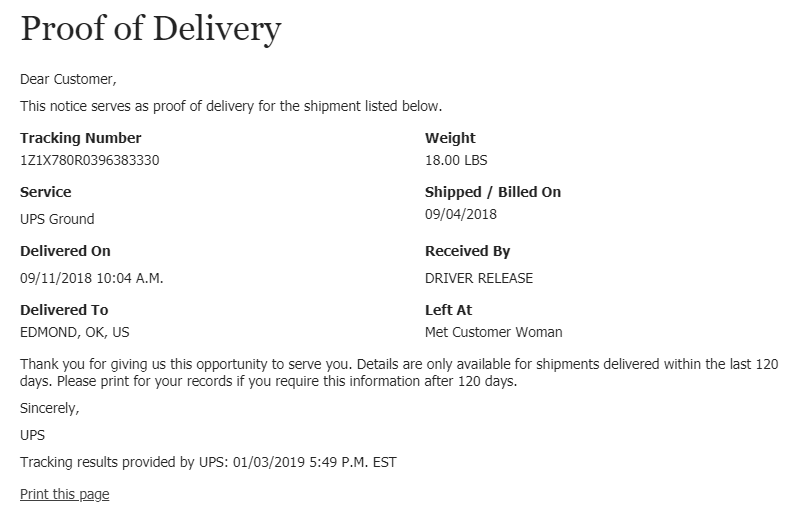 Proof of Delivery
Dear Customer,
This notice serves as proof of delivery for the shipment listed below.
Tracking Number
1Z1X780R0396383330
Weight
18.00 LBS
Service
UPS Ground
Shipped / Billed On
09/04/2018
Delivered On
09/11/2018 10:04 A.M.
Received By
DRIVER RELEASE
Delivered To
EDMOND, OK, US
Left At
Met Customer Woman
Thank you for giving us this opportunity to serve you. Details are only available for shipments delivered within the last 120
days. Please print for your records if you require this information after 120 days.
Sincerely,
UPS
Tracking results provided by UPS: 01/03/2019 5:49 P.M. EST
Print this page